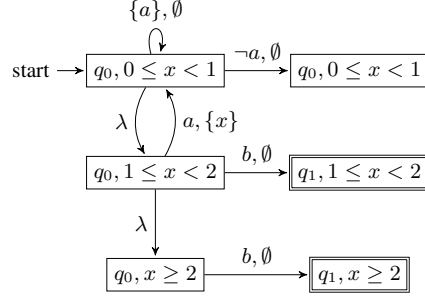 {a}, ∅
start
q₀, 0 ≤ x < 1
¬a, ∅
q₀, 0 ≤ x < 1
λ
a, {x}
q₀, 1 ≤ x < 2
b, ∅
q₁, 1 ≤ x < 2
λ
q₀, x ≥ 2
b, ∅
q₁, x ≥ 2